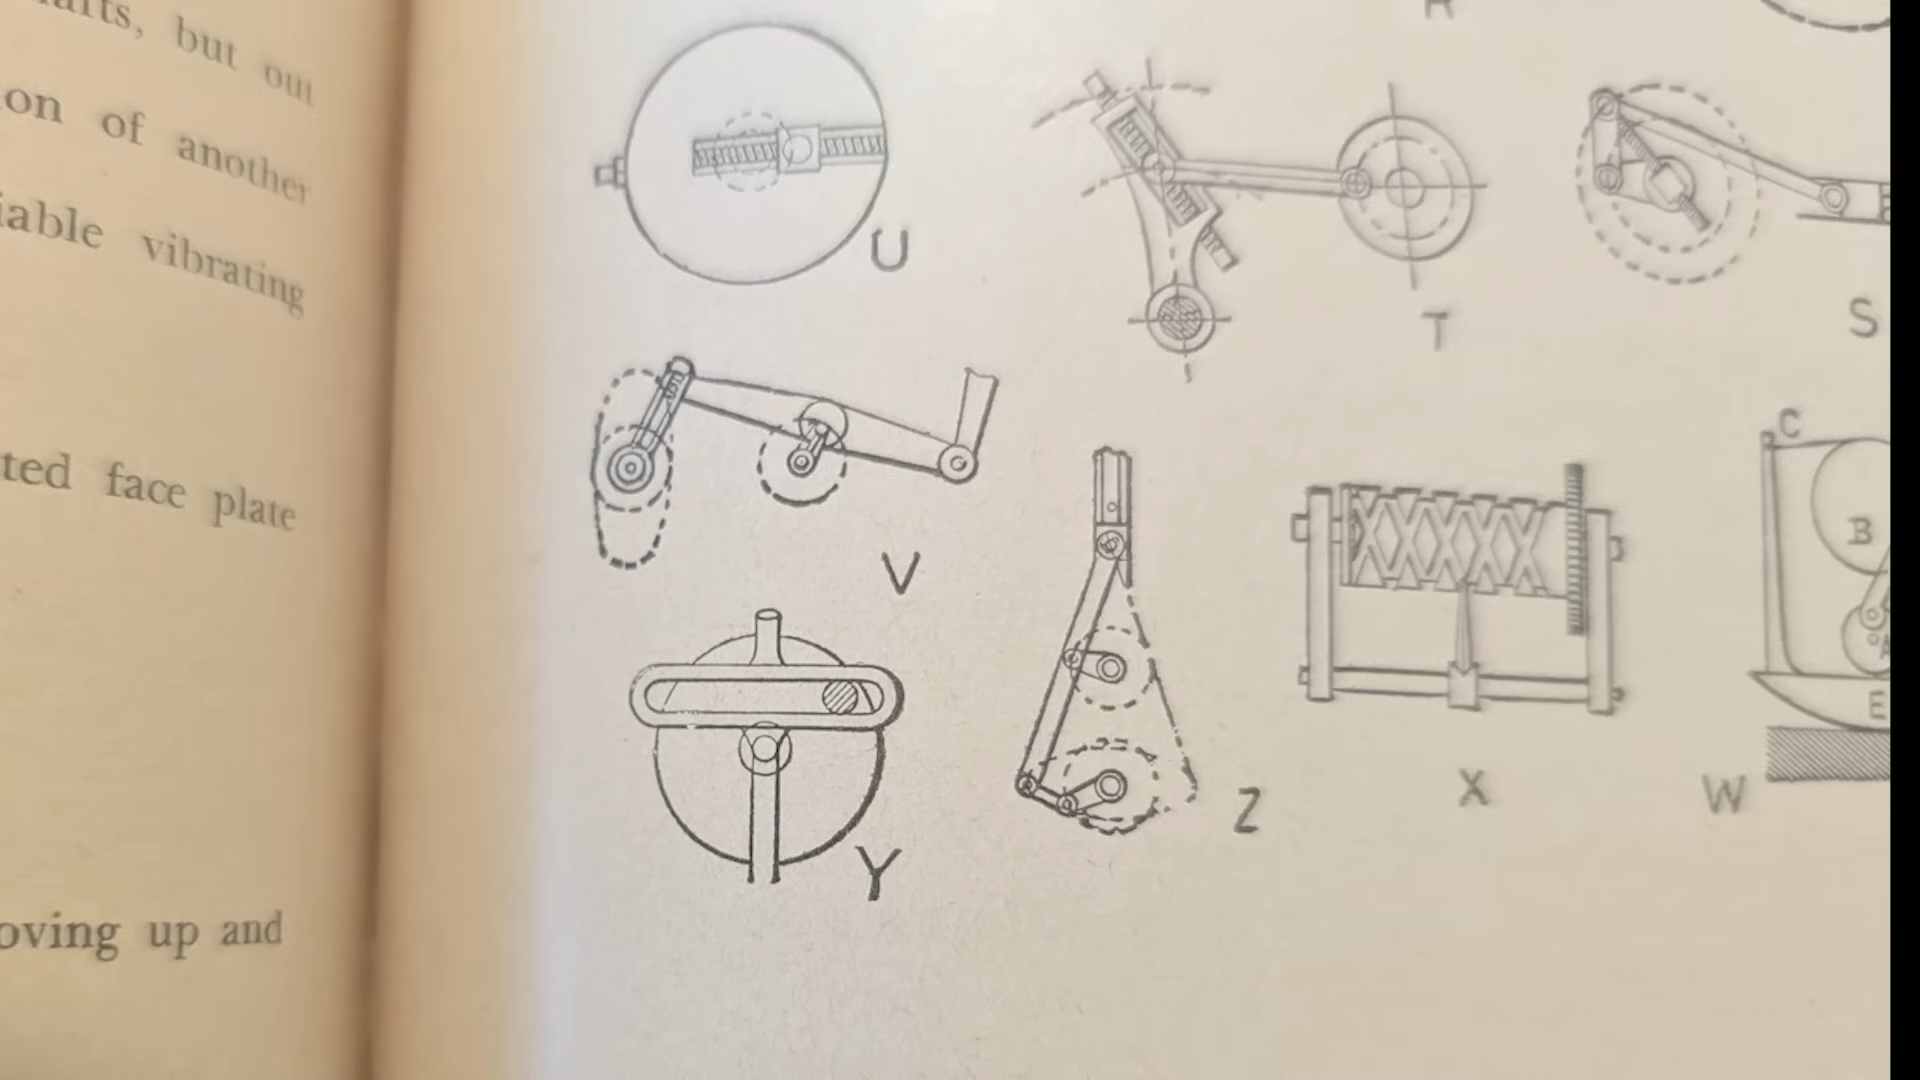 but out
on of another
iable vibrating
ted face plate
oving up and
U
T
S
V
C
B
E
Z
X
W
Y